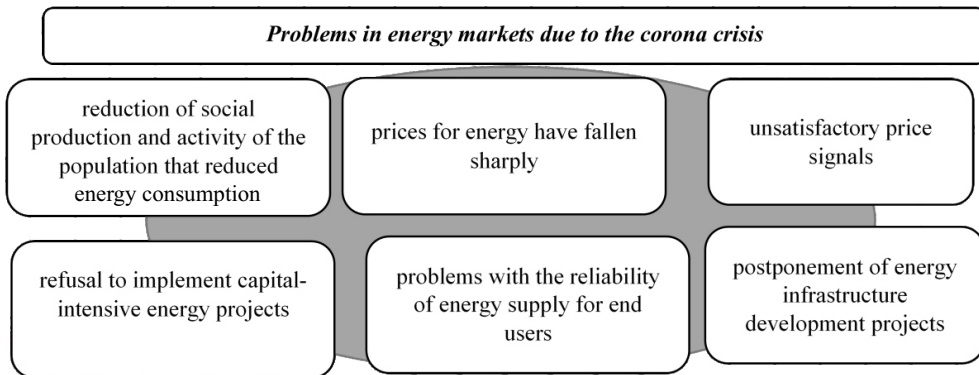 Problems in energy markets due to the corona crisis
reduction of social
production and activity of the
population that reduced
energy consumption
prices for energy have fallen
sharply
unsatisfactory price
signals
refusal to implement capital-
intensive energy projects
problems with the reliability
of energy supply for end
users
postponement of energy
infrastructure
development projects